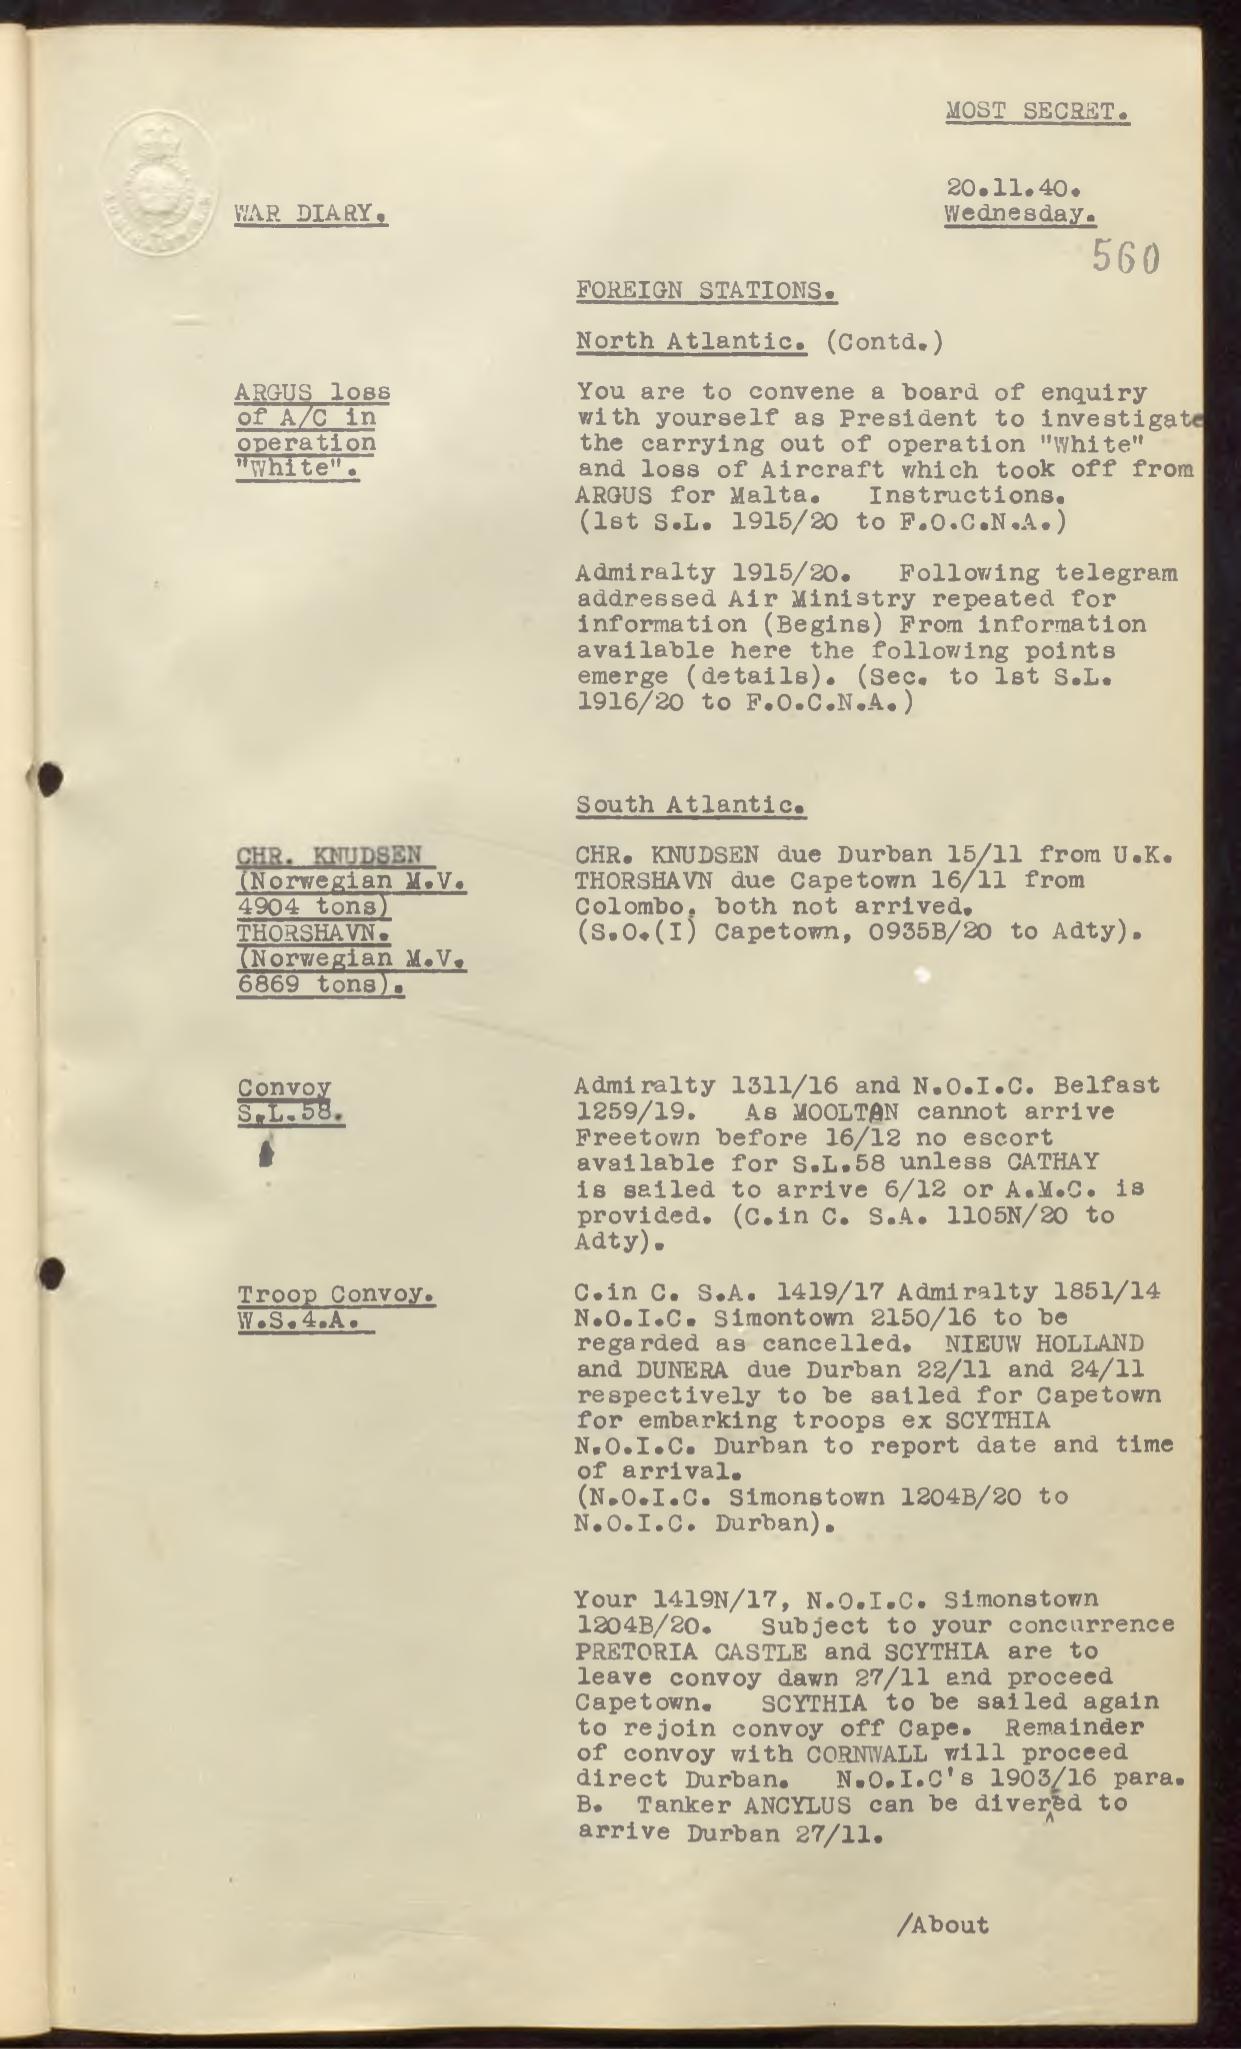 MOST SECRET.
20.11.40.
WAR DIARY.
Wednesday.
560
FOREIGN STATIONS.
North Atlantic. (Contd.)
ARGUS loss
of A/C in
operation
"White".
You are to convene a board of enquiry
with yourself as President to investigate
the carrying out of operation "White"
and loss of Aircraft which took off from
ARGUS for Malta. Instructions.
(1st S.L. 1915/20 to F.O.C.N.A.)
Admiralty 1915/20. Following telegram
addressed Air Ministry repeated for
information (Begins) From information
available here the following points
emerge (details). (Sec. to 1st S.L.
1916/20 to F.O.C.N.A.)
South Atlantic.
CHR. KNUDSEN
(Norwegian M.V.
4904 tons)
THORSHAVN.
(Norwegian M.V.
6869 tons).
CHR. KNUDSEN due Durban 15/11 from U.K.
THORSHAVN due Capetown 16/11 from
Colombo, both not arrived.
(S.O.(I) Capetown, 0935B/20 to Adty).
Convoy
S.L.58.
Admiralty 1311/16 and N.O.I.C. Belfast
1259/19. As MOOLTAN cannot arrive
Freetown before 16/12 no escort
available for S.L.58 unless CATHAY
is sailed to arrive 6/12 or A.M.C. is
provided. (C.in C. S.A. 1105N/20 to
Adty).
Troop Convoy.
W.S.4.A.
C.in C. S.A. 1419/17 Admiralty 1851/14
N.O.I.C. Simontown 2150/16 to be
regarded as cancelled. NIEUW HOLLAND
and DUNERA due Durban 22/11 and 24/11
respectively to be sailed for Capetown
for embarking troops ex SCYTHIA
N.O.I.C. Durban to report date and time
of arrival.
(N.O.I.C. Simonstown 1204B/20 to
N.O.I.C. Durban).
Your 1419N/17, N.O.I.C. Simonstown
1204B/20. Subject to your concurrence
PRETORIA CASTLE and SCYTHIA are to
leave convoy dawn 27/11 and proceed
Capetown. SCYTHIA to be sailed again
to rejoin convoy off Cape. Remainder
of convoy with CORNWALL will proceed
direct Durban. N.O.I.C's 1903/16 para.
B. Tanker ANCYLUS can be diverted to
arrive Durban 27/11.
/About